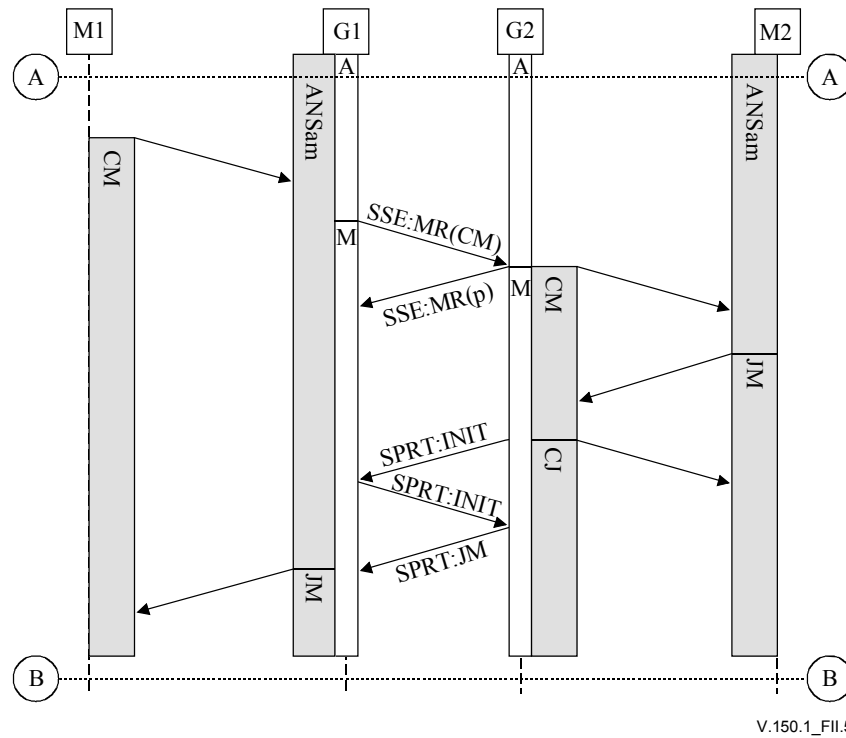 M1
G1
G2
M2
A
A
A
A
ANSam
ANSam
CM
SSE:MR(CM)
M
SSE:MR(p)
M
CM
JM
SPRT:INIT
CJ
SPRT:INIT
SPRT:JM
JM
B
B